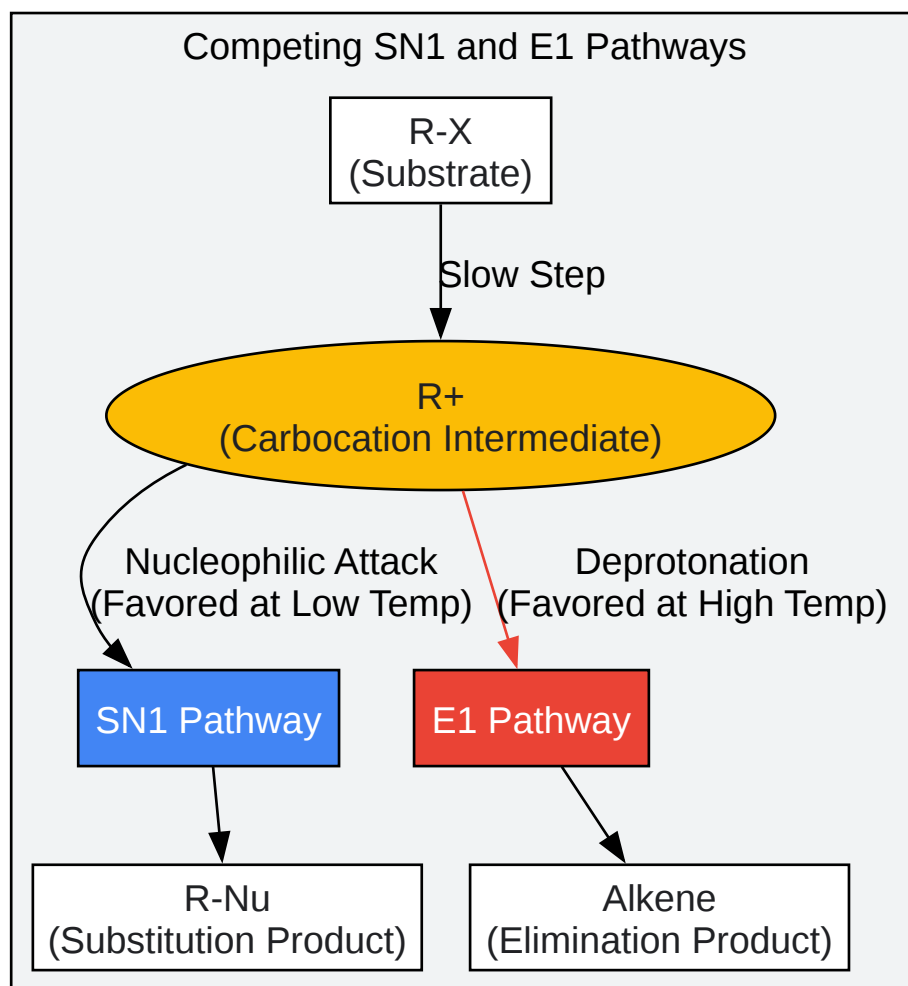 Competing SN1 and E1 Pathways
R-X
(Substrate)
Slow Step
R+
(Carbocation Intermediate)
Nucleophilic Attack
(Favored at Low Temp)
Deprotonation
(Favored at High Temp)
SN1 Pathway
E1 Pathway
R-Nu
(Substitution Product)
Alkene
(Elimination Product)